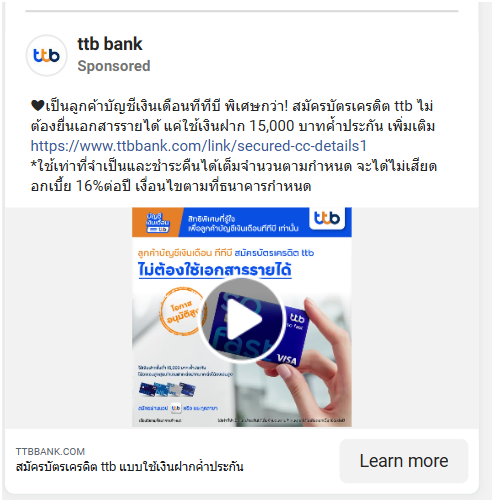 ttb bank
Sponsored
🖤เป็นลูกค้าบัญชีเงินเดือนทีทีบี พิเศษกว่า! สมัครบัตรเครดิต ttb ไม่
ต้องยื่นเอกสารรายได้ แค่ใช้เงินฝาก 15,000 บาทค้ำประกัน เพิ่มเติม
https://www.ttbbank.com/link/secured-cc-details1
*ใช้เท่าที่จำเป็นและชำระคืนได้เต็มจำนวนตามกำหนด จะได้ไม่เสียด
อกเบี้ย 16%ต่อปี เงื่อนไขตามที่ธนาคารกำหนด
บัญชี
เงินเดือน
ttb
สิทธิพิเศษที่รู้ใจ
เพื่อลูกค้าบัญชีเงินเดือนทีทีบี เท่านั้น
ttb
ลูกค้าบัญชีเงินเดือน ทีทีบี สมัครบัตรเครดิต ttb
ไม่ต้องใช้เอกสารรายได้
โอกาส
อนุมัติสูง
so
fast
ttb
so fast
VISA
ttb
TTBBANK.COM
สมัครบัตรเครดิต ttb แบบใช้เงินฝากค้ำประกัน
Learn more